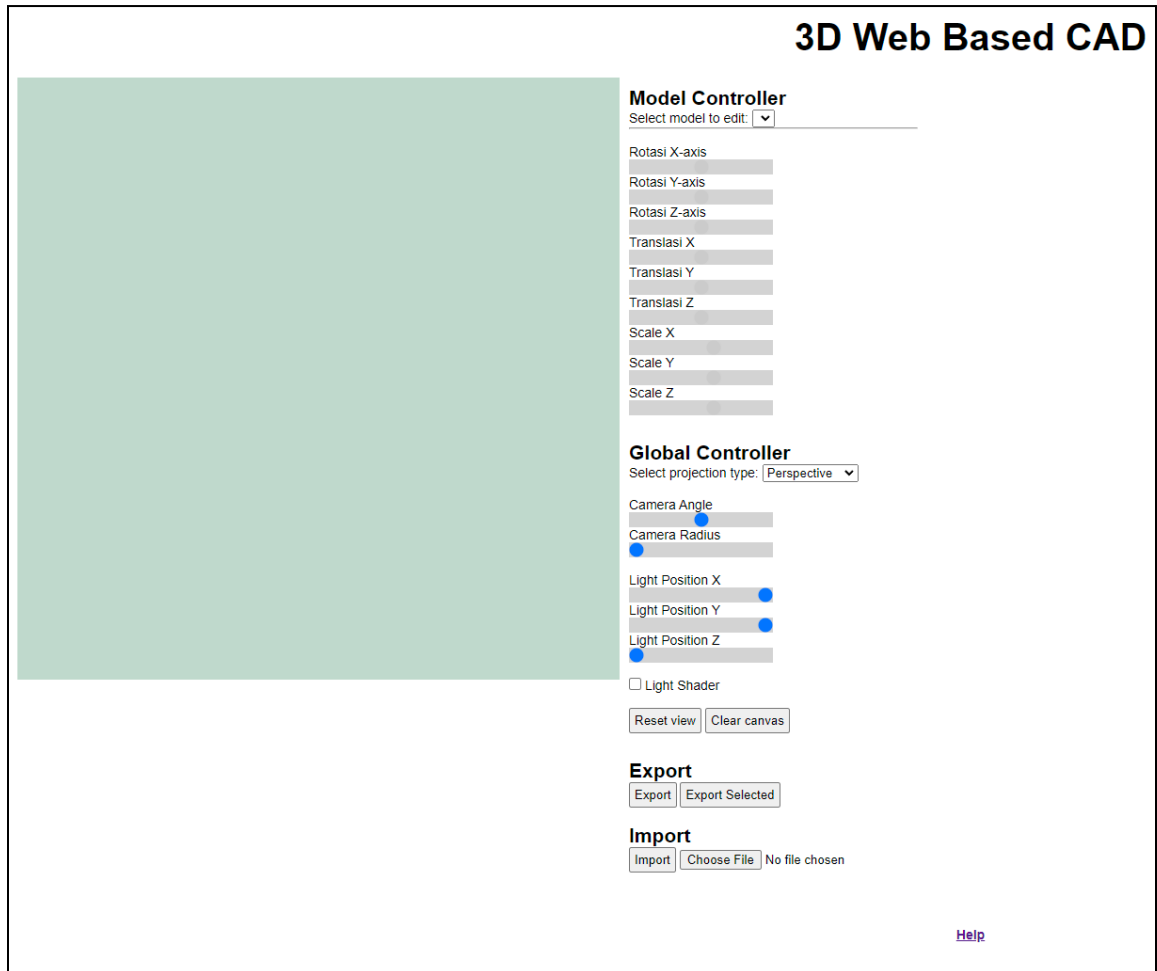 3D Web Based CAD
Model Controller
Select model to edit:
Rotasi X-axis
Rotasi Y-axis
Rotasi Z-axis
Translasi X
Translasi Y
Translasi Z
Scale X
Scale Y
Scale Z
Global Controller
Select projection type: Perspective
Camera Angle
Camera Radius
Light Position X
Light Position Y
Light Position Z
Light Shader
Reset view Clear canvas
Export
Export Export Selected
Import
Import Choose File No file chosen
Help